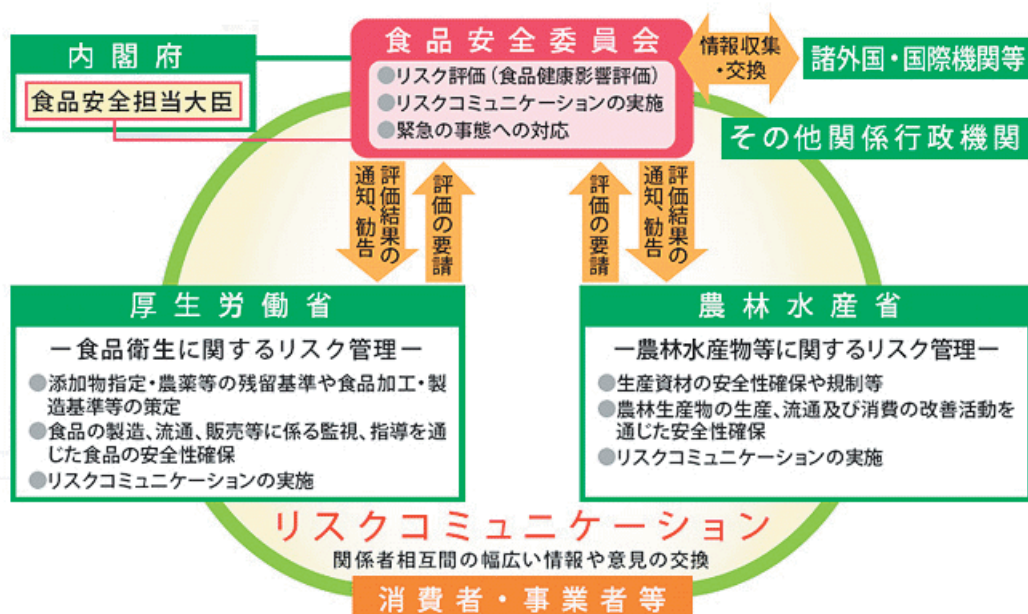 内閣府
食品安全担当大臣
食品安全委員会
●リスク評価(食品健康影響評価)
●リスクコミュニケーションの実施
●緊急の事態への対応
情報収集
・交換
諸外国・国際機関等
その他関係行政機関
評価結果の
通知、勧告
評価の要請
評価の要請
評価結果の
通知、勧告
厚生労働省
ー食品衛生に関するリスク管理ー
●添加物指定・農薬等の残留基準や食品加工・製
造基準等の策定
●食品の製造、流通、販売等に係る監視、指導を通
じた食品の安全性確保
●リスクコミュニケーションの実施
農林水産省
ー農林水産物等に関するリスク管理ー
●生産資材の安全性確保や規制等
●農林生産物の生産、流通及び消費の改善活動を
通じた安全性確保
●リスクコミュニケーションの実施
リスクコミュニケーション
関係者相互間の幅広い情報や意見の交換
消費者・事業者等